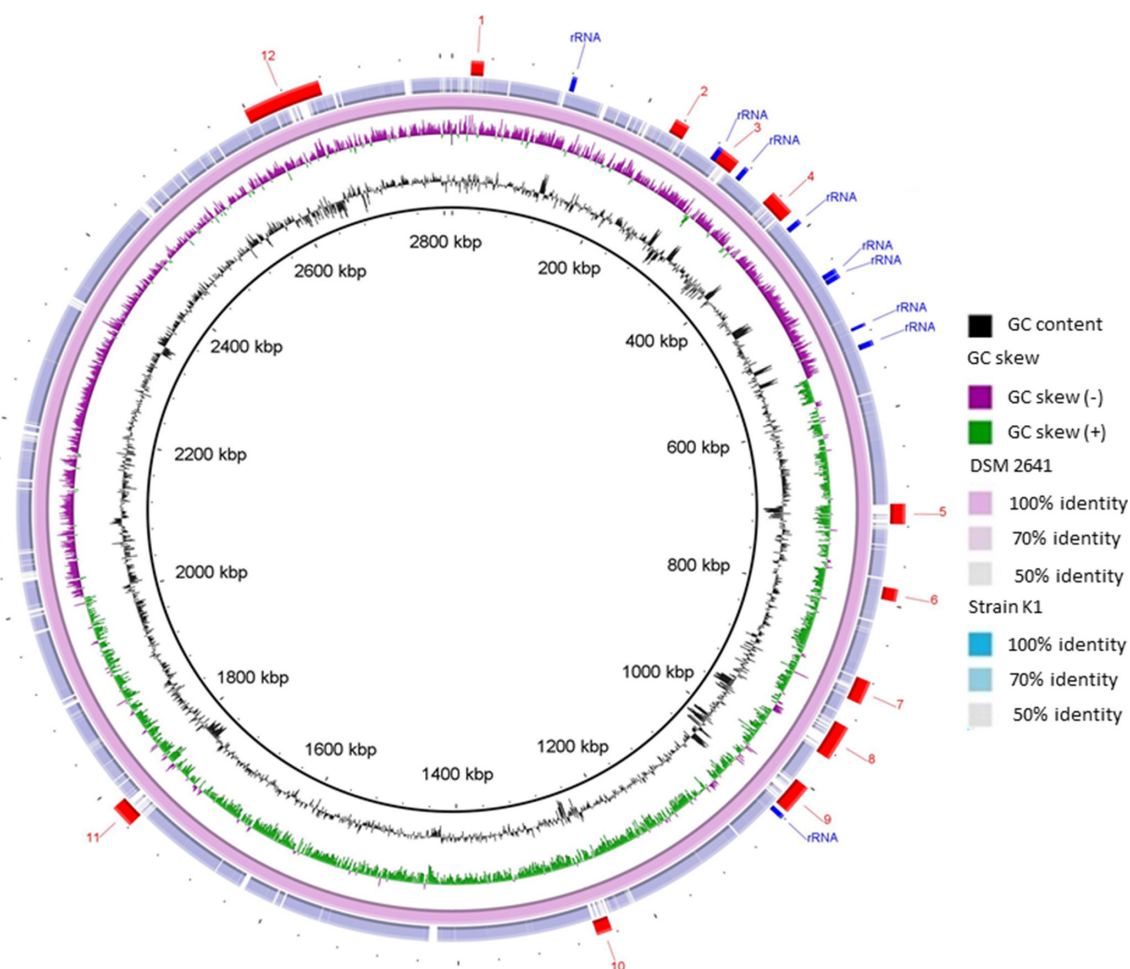 1
rRNA
12
2
rRNA
3
rRNA
4
rRNA
2800 kbp
200 kbp
2600 kbp
rRNA
rRNA
rRNA
rRNA
400 kbp
2400 kbp
600 kbp
2200 kbp
5
800 kbp
2000 kbp
6
1000 kbp
1800 kbp
7
1200 kbp
1600 kbp
1400 kbp
8
9
rRNA
11
10
GC content
GC skew
GC skew (-)
GC skew (+)
DSM 2641
100% identity
70% identity
50% identity
Strain K1
100% identity
70% identity
50% identity